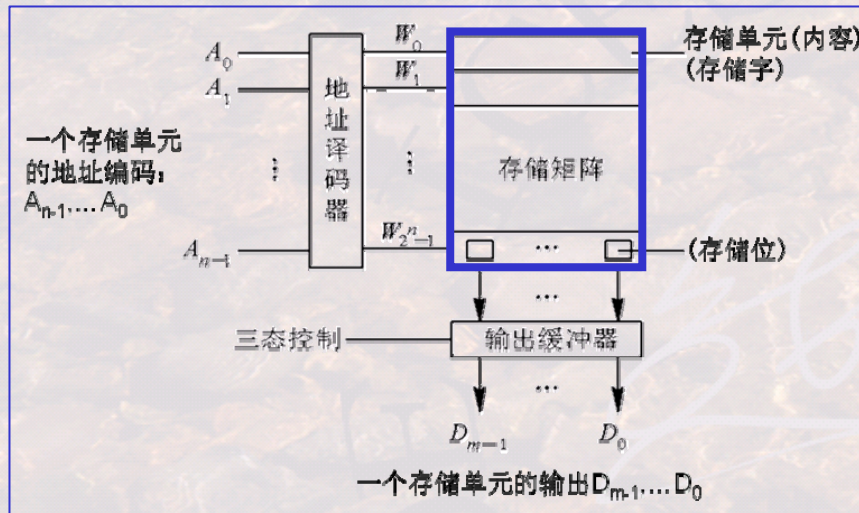 A₀
A₁
⋮
Aₙ₋₁
一个存储单元
的地址编码：
Aₙ₋₁,…A₀
地址译码器
W₀
W₁
⋮
W₂ⁿ₋₁
存储矩阵
…
存储单元(内容)
(存储字)
(存储位)
…
三态控制
输出缓冲器
…
Dₘ₋₁
D₀
一个存储单元的输出Dₘ₋₁,…D₀